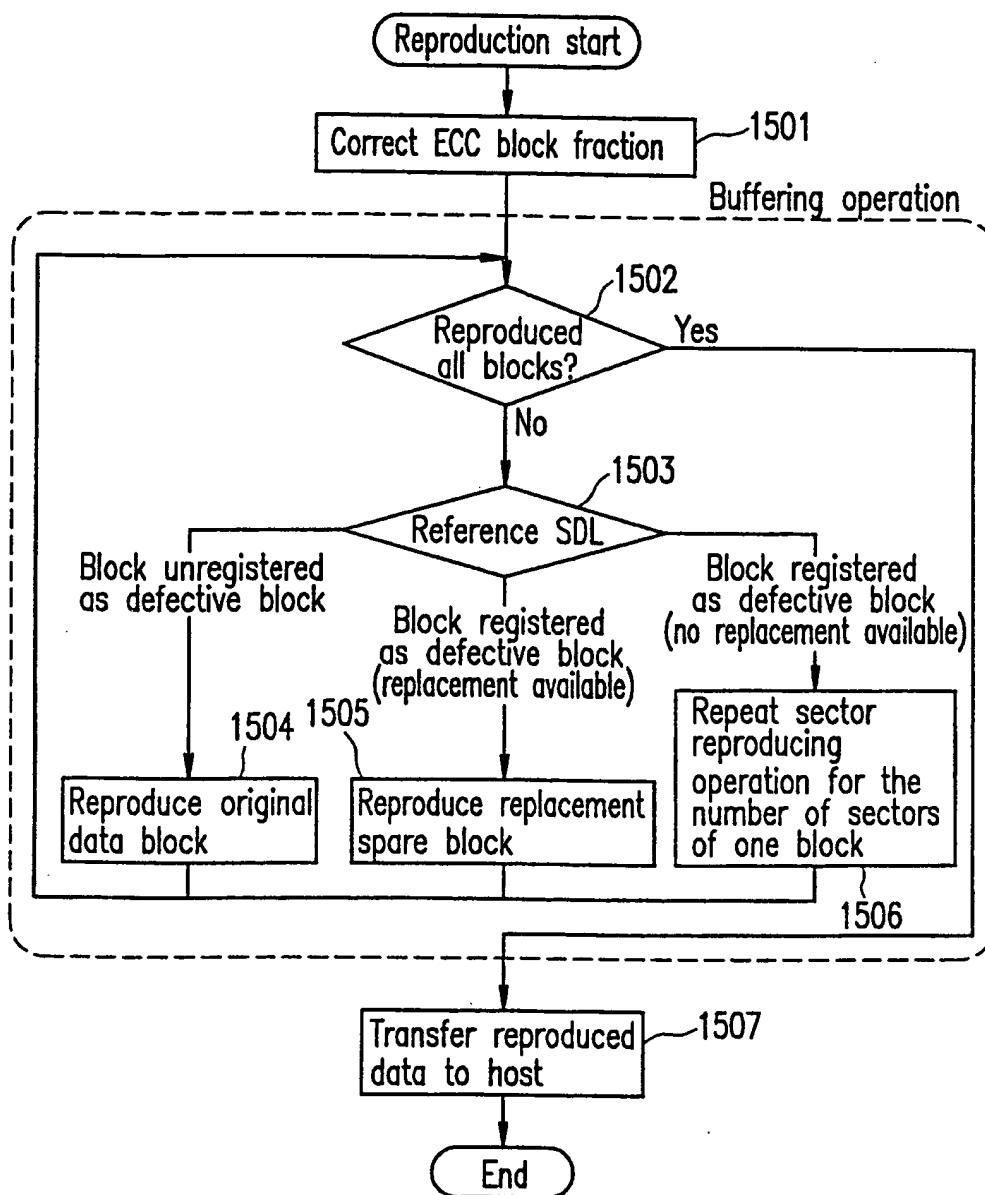 Reproduction start
1501
Correct ECC block fraction
Buffering operation
1502
Reproduced
all blocks?
Yes
No
1503
Reference SDL
Block unregistered
as defective block
Block registered
as defective block
(replacement available)
Block registered
as defective block
(no replacement available)
1504
Reproduce original
data block
1505
Reproduce replacement
spare block
Repeat sector
reproducing
operation for the
number of sectors
of one block
1506
1507
Transfer reproduced
data to host
End